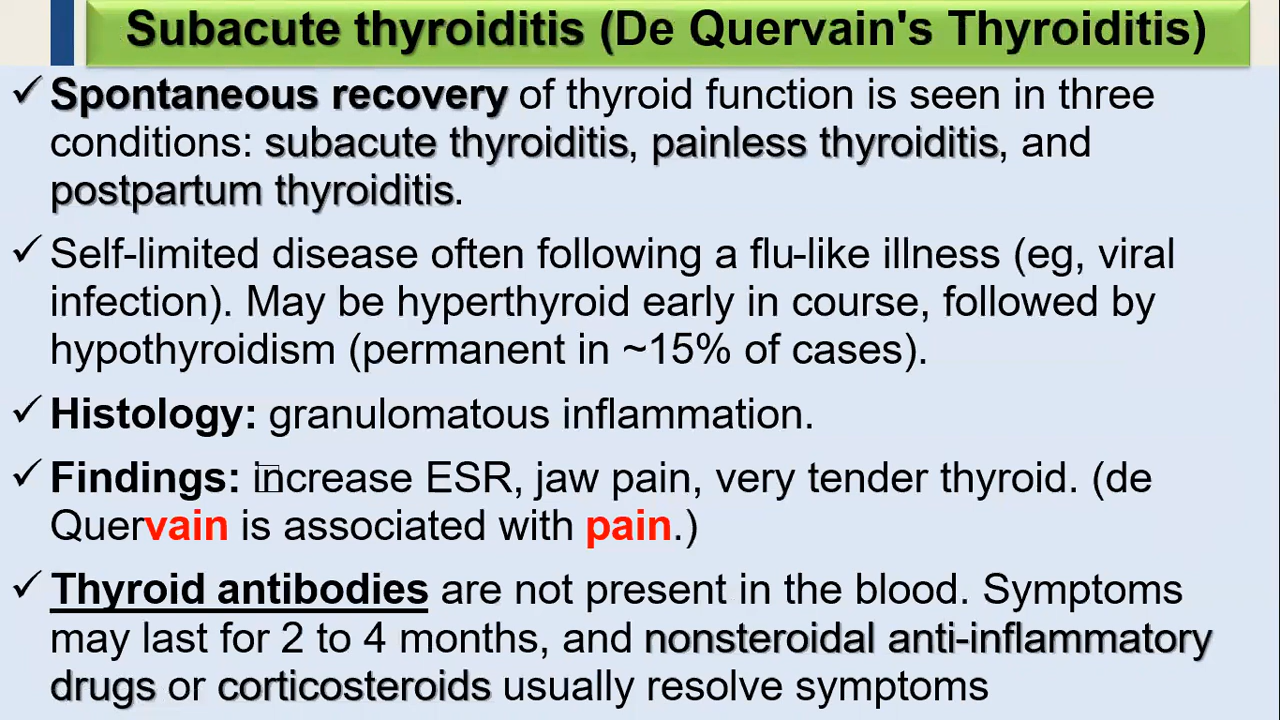 Subacute thyroiditis (De Quervain's Thyroiditis)
✓ Spontaneous recovery of thyroid function is seen in three
conditions: subacute thyroiditis, painless thyroiditis, and
postpartum thyroiditis.
✓ Self-limited disease often following a flu-like illness (eg, viral
infection). May be hyperthyroid early in course, followed by
hypothyroidism (permanent in ~15% of cases).
✓ Histology: granulomatous inflammation.
✓ Findings: increase ESR, jaw pain, very tender thyroid. (de
Quervain is associated with pain.)
✓ Thyroid antibodies are not present in the blood. Symptoms
may last for 2 to 4 months, and nonsteroidal anti-inflammatory
drugs or corticosteroids usually resolve symptoms